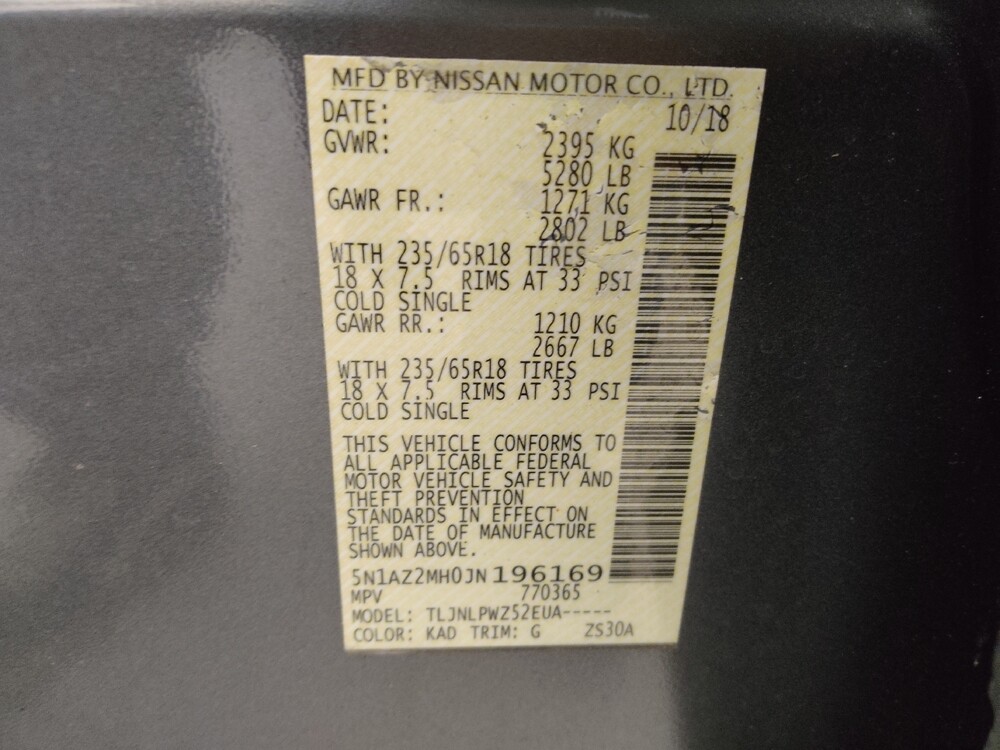 MFD BY NISSAN MOTOR CO., LTD.
DATE: 10/18
GVWR: 2395 KG
5280 LB
GAWR FR.: 1271 KG
2802 LB
WITH 235/65R18 TIRES
18 X 7.5 RIMS AT 33 PSI
COLD SINGLE
GAWR RR.: 1210 KG
2667 LB
WITH 235/65R18 TIRES
18 X 7.5 RIMS AT 33 PSI
COLD SINGLE
THIS VEHICLE CONFORMS TO
ALL APPLICABLE FEDERAL
MOTOR VEHICLE SAFETY AND
THEFT PREVENTION
STANDARDS IN EFFECT ON
THE DATE OF MANUFACTURE
SHOWN ABOVE.
5N1AZ2MH0JN196169
MPV 770365
MODEL: TLJNLPWZ52EUA-----
COLOR: KAD TRIM: G ZS30A